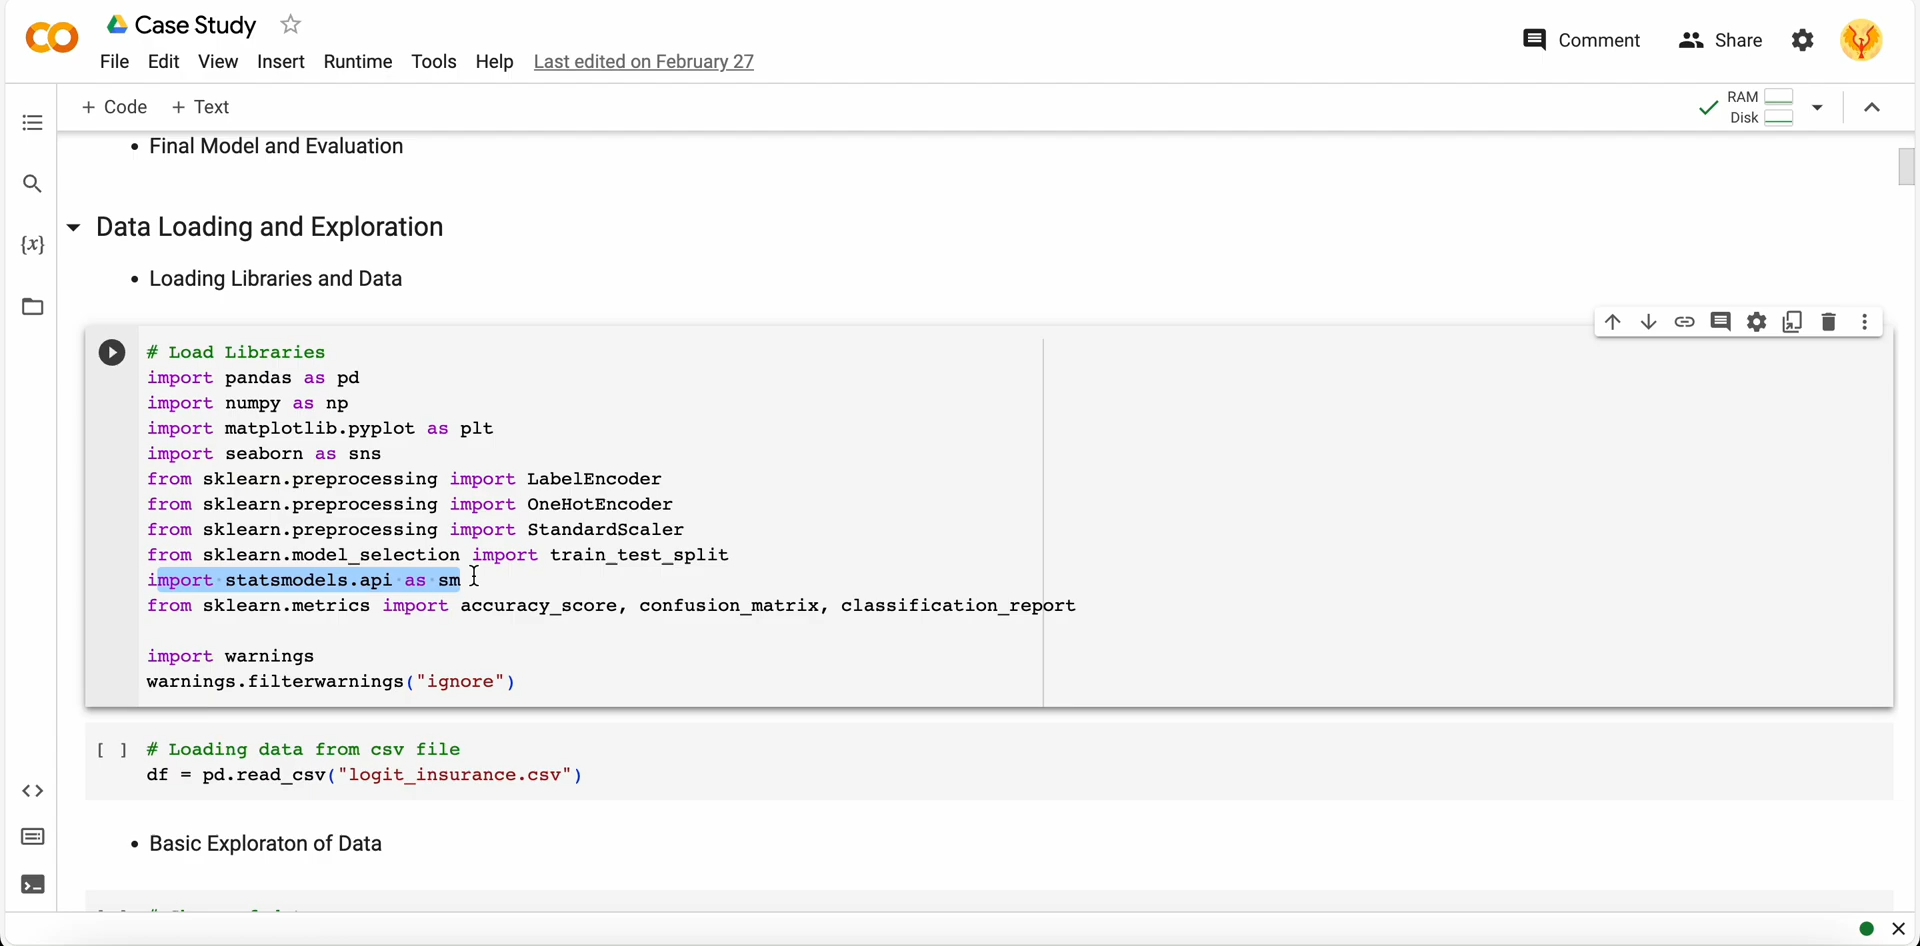 Case Study
File Edit View Insert Runtime Tools Help Last edited on February 27
Comment Share
+ Code + Text
RAM
Disk
• Final Model and Evaluation
Data Loading and Exploration
• Loading Libraries and Data
# Load Libraries
import pandas as pd
import numpy as np
import matplotlib.pyplot as plt
import seaborn as sns
from sklearn.preprocessing import LabelEncoder
from sklearn.preprocessing import OneHotEncoder
from sklearn.preprocessing import StandardScaler
from sklearn.model_selection import train_test_split
import statsmodels.api as sm
from sklearn.metrics import accuracy_score, confusion_matrix, classification_report
import warnings
warnings.filterwarnings("ignore")
[ ] # Loading data from csv file
df = pd.read_csv("logit_insurance.csv")
• Basic Exploraton of Data